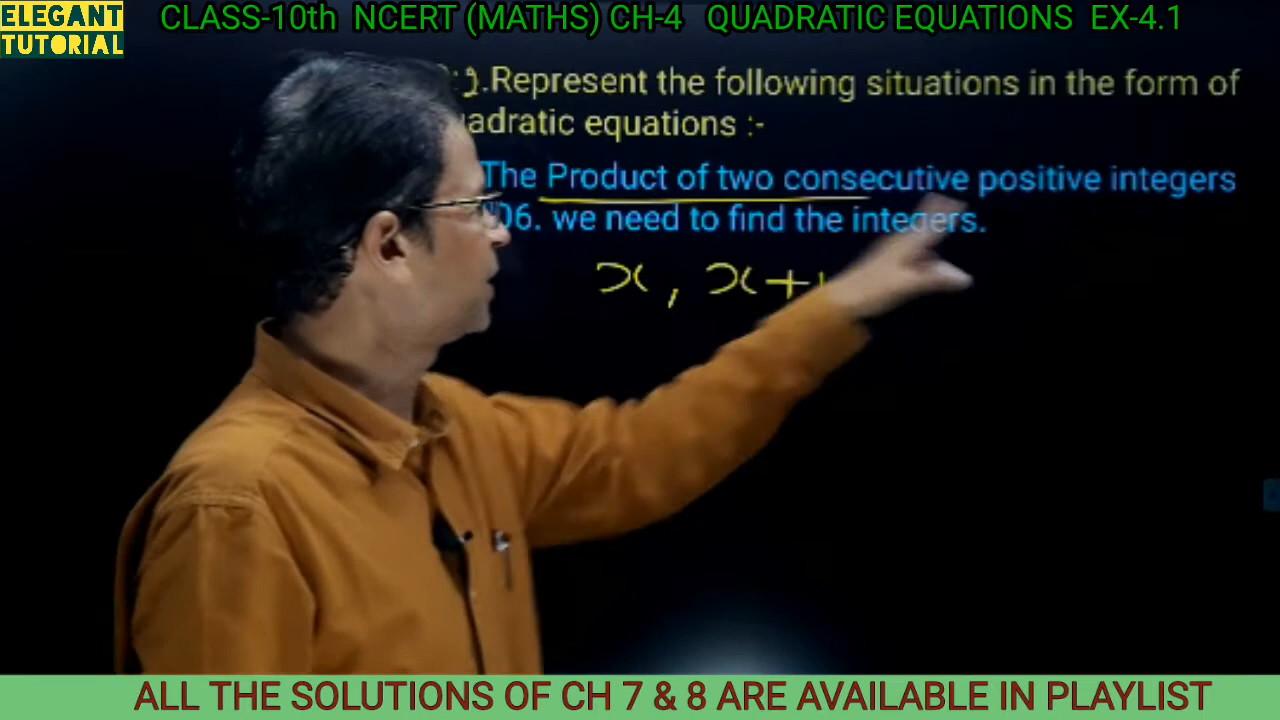 CLASS-10th NCERT (MATHS) CH-4 QUADRATIC EQUATIONS EX-4.1
ELEGANT
TUTORIAL
.Represent the following situations in the form of
adratic equations :-
The Product of two consecutive positive integers
06. we need to find the integers.
x, x+
ALL THE SOLUTIONS OF CH 7 & 8 ARE AVAILABLE IN PLAYLIST